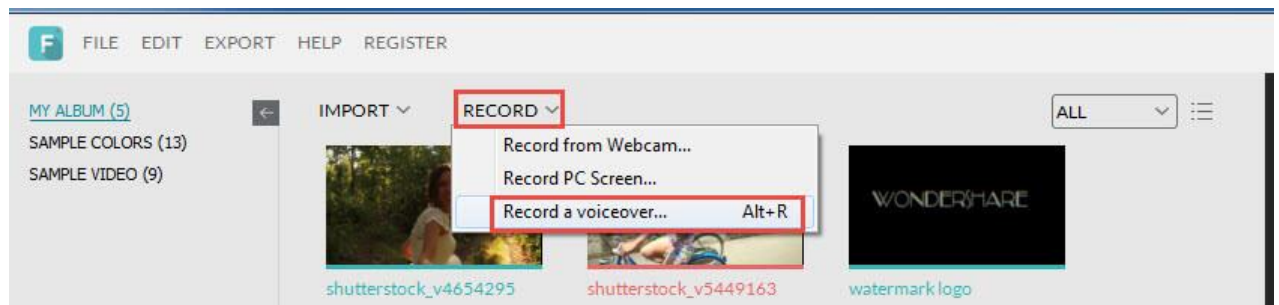 F FILE EDIT EXPORT HELP REGISTER
MY ALBUM (5)
SAMPLE COLORS (13)
SAMPLE VIDEO (9)
IMPORT RECORD ALL
Record from Webcam...
Record PC Screen...
Record a voiceover... Alt+R
WONDERSHARE
shutterstock_v4654295 shutterstock_v5449163 watermark logo